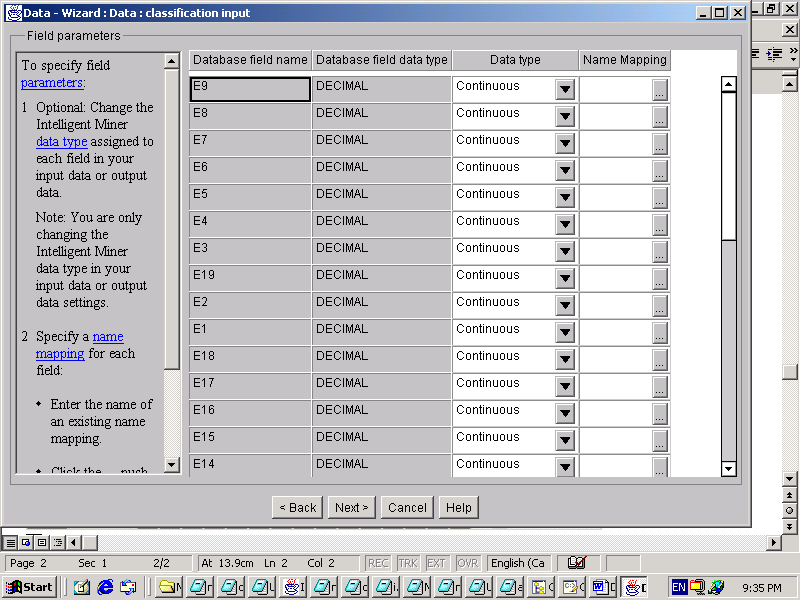 Data - Wizard : Data : classification input
Field parameters
To specify field
parameters:
1 Optional: Change the
Intelligent Miner
data type assigned to
each field in your
input data or output
data.
Note: You are only
changing the
Intelligent Miner
data type in your
input data or output
data settings.
2 Specify a name
mapping for each
field:
• Enter the name of
an existing name
mapping.
• Click the ... push
Database field name Database field data type Data type Name Mapping
E9 DECIMAL Continuous ...
E8 DECIMAL Continuous ...
E7 DECIMAL Continuous ...
E6 DECIMAL Continuous ...
E5 DECIMAL Continuous ...
E4 DECIMAL Continuous ...
E3 DECIMAL Continuous ...
E19 DECIMAL Continuous ...
E2 DECIMAL Continuous ...
E1 DECIMAL Continuous ...
E18 DECIMAL Continuous ...
E17 DECIMAL Continuous ...
E16 DECIMAL Continuous ...
E15 DECIMAL Continuous ...
E14 DECIMAL Continuous ...
< Back Next > Cancel Help
Page 2 Sec 1 2/2 At 13.9cm Ln 2 Col 2 REC TRK EXT OVR English (Ca
Start EN 9:35 PM